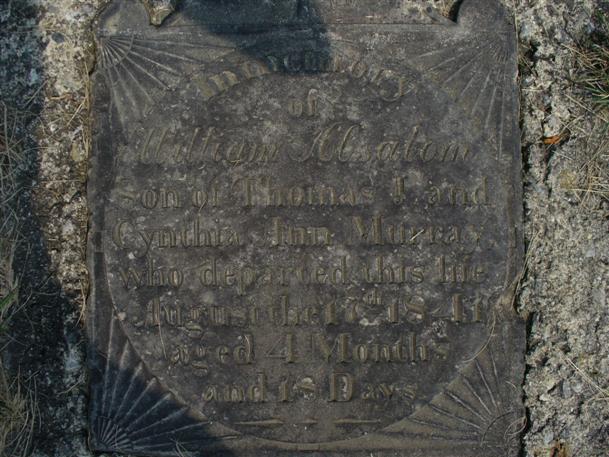 In memory
of
William Absalom
Son of Thomas J. and
Cynthia Ann Murray,
who departed this life
August the 17th 1841
aged 4 Months
and 18 Days